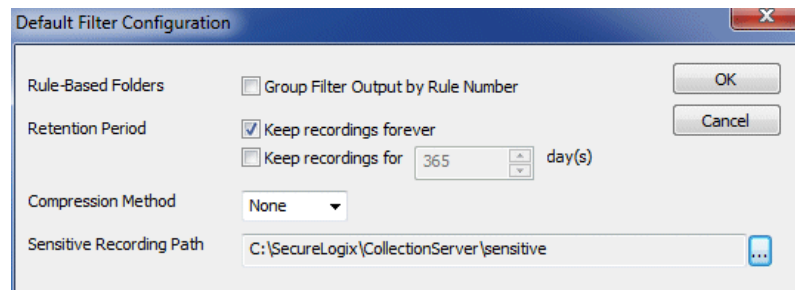 Default Filter Configuration
Rule-Based Folders
Group Filter Output by Rule Number
OK
Retention Period
Keep recordings forever
Cancel
Keep recordings for 365 day(s)
Compression Method
None
Sensitive Recording Path
C:\SecureLogix\CollectionServer\sensitive
...